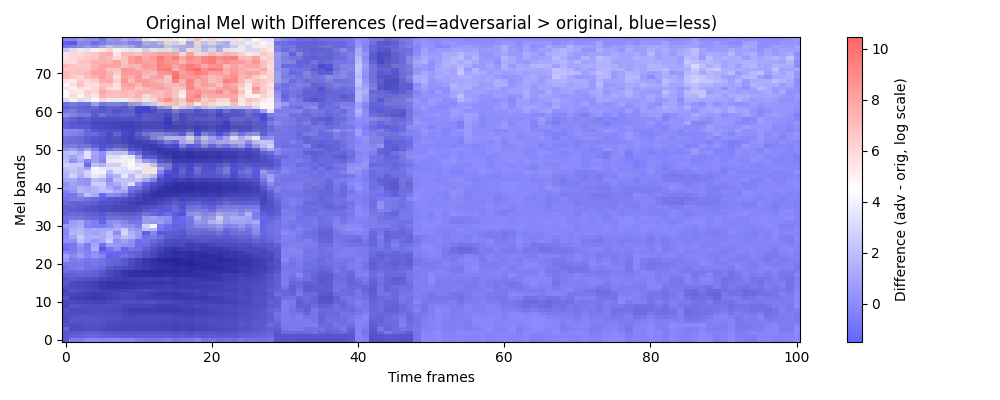 Original Mel with Differences (red=adversarial > original, blue=less)
70
60
50
40
30
20
10
0
Mel bands
0 20 40 60 80 100
Time frames
10
8
6
4
2
0
Difference (adv - orig, log scale)